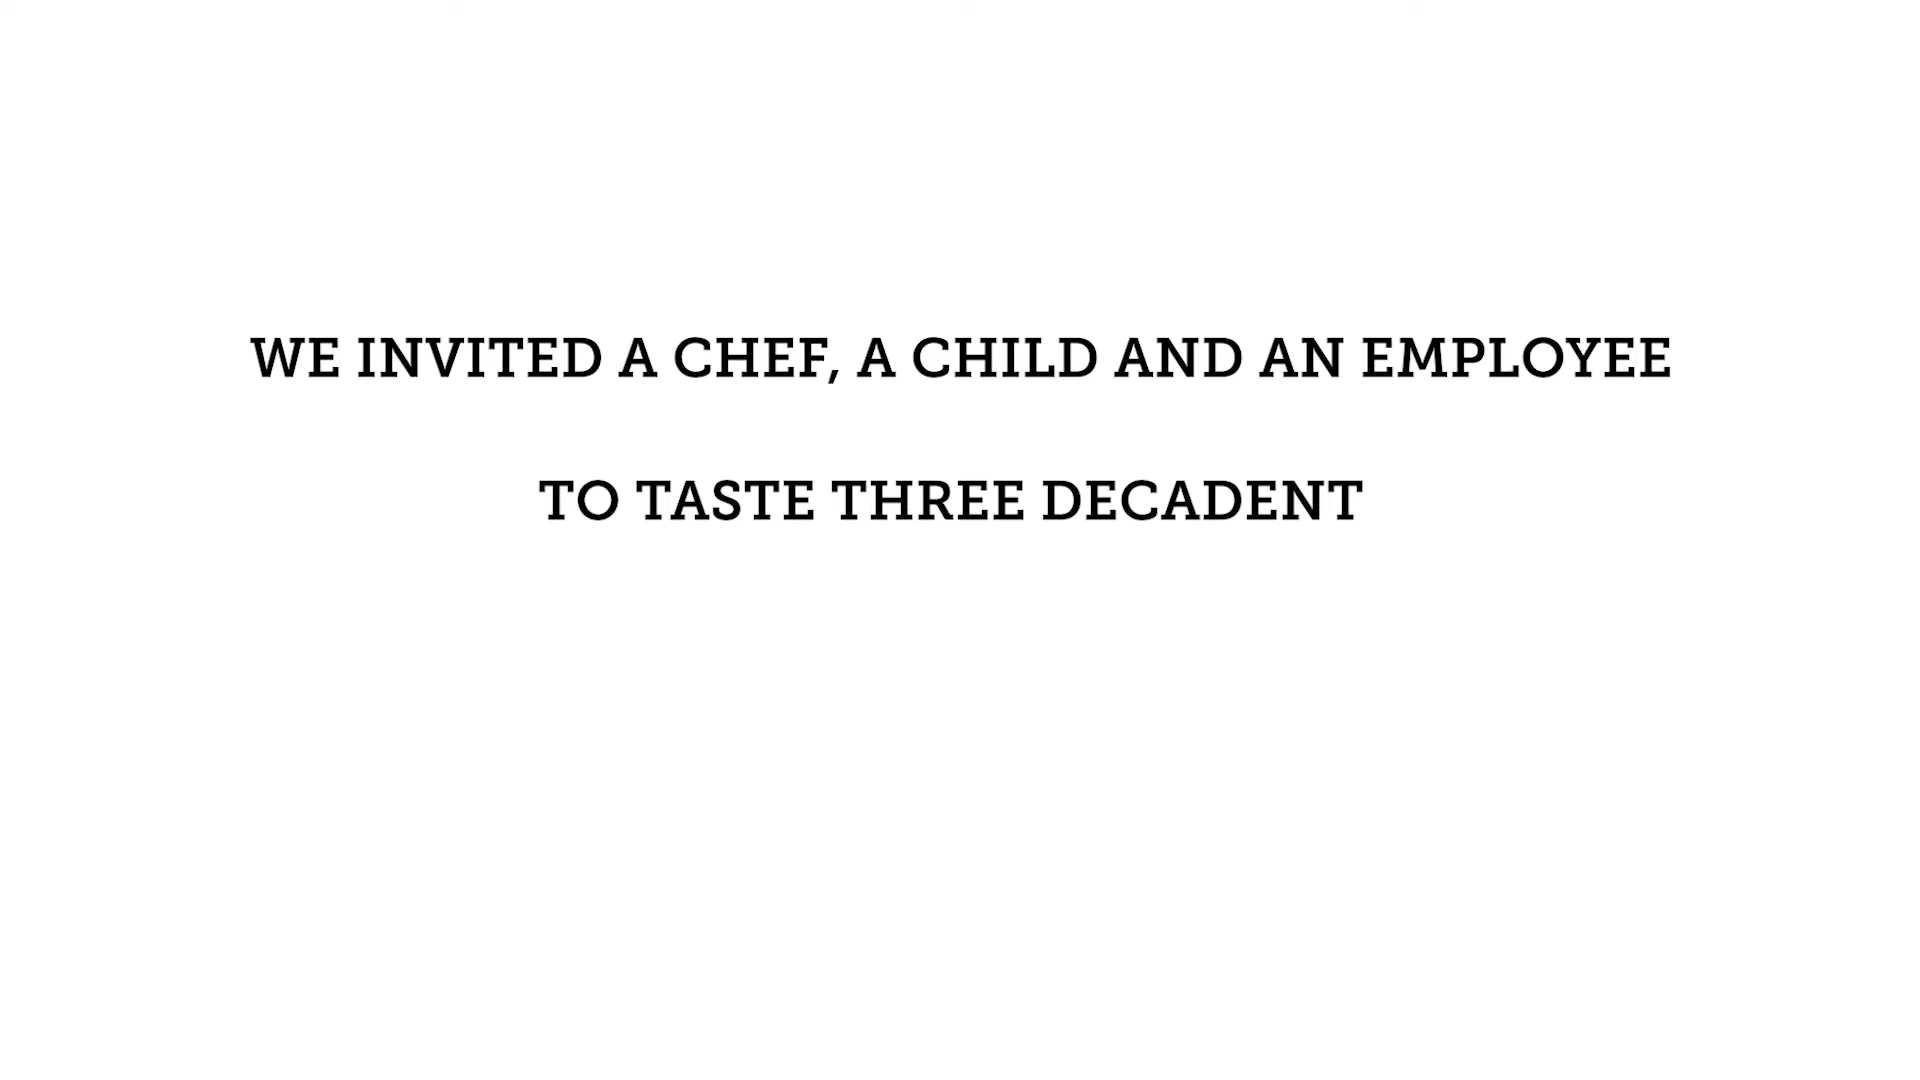 WE INVITED A CHEF, A CHILD AND AN EMPLOYEE
TO TASTE THREE DECADENT